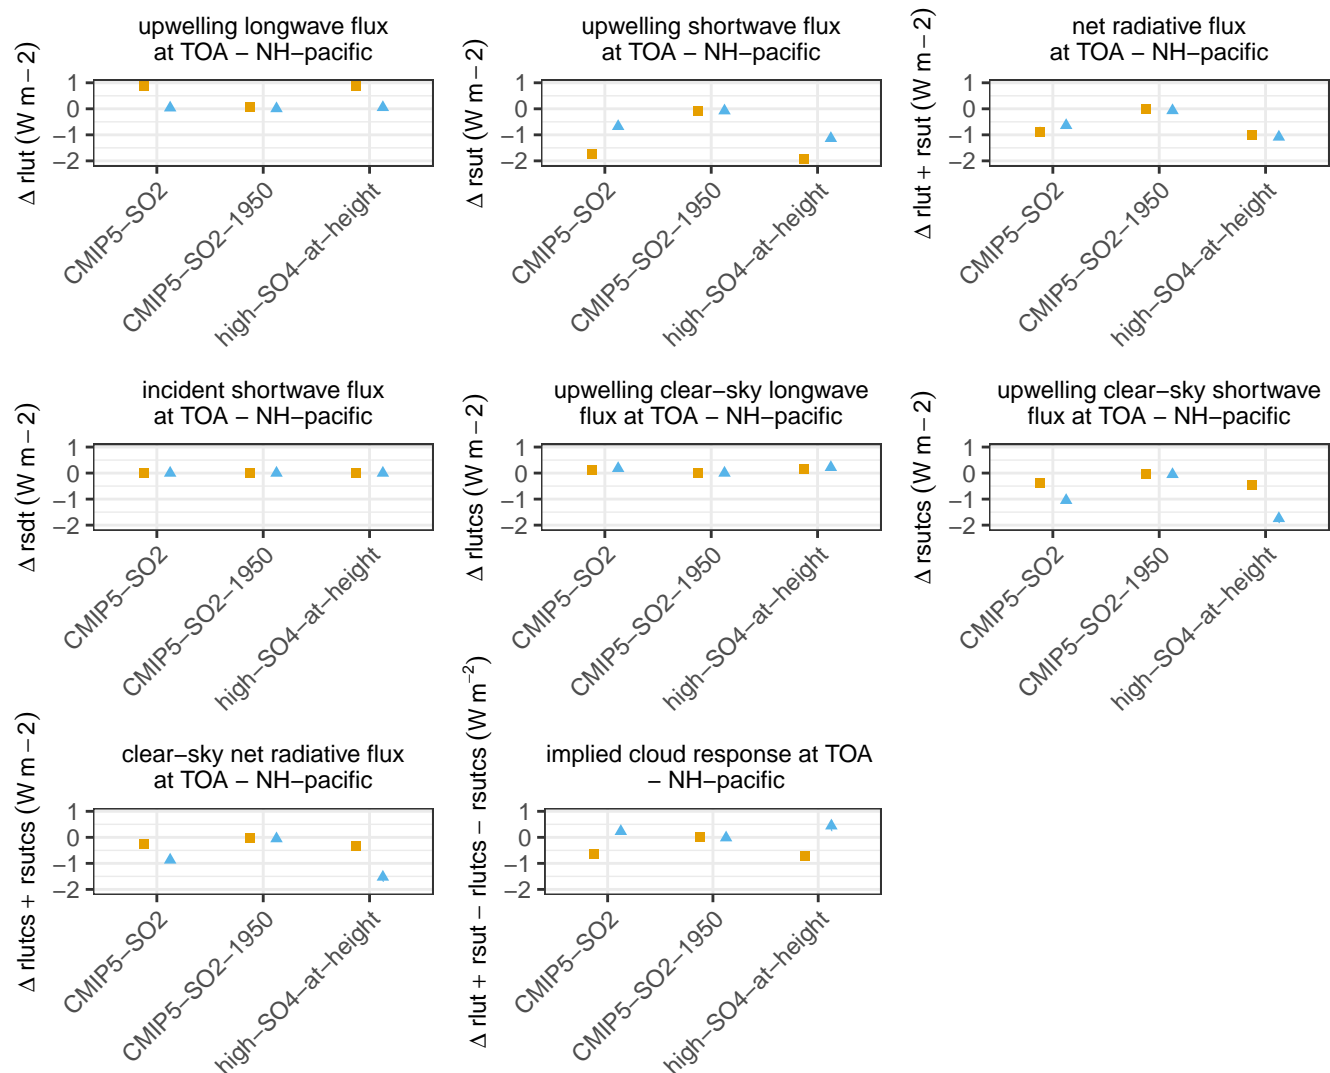 upwelling longwave flux
at TOA − NH−pacific
Δ rlut (W m−2)
1
0
−1
−2
CMIP5−SO2
CMIP5−SO2−1950
high−SO4−at−height
upwelling shortwave flux
at TOA − NH−pacific
Δ rsut (W m−2)
1
0
−1
−2
CMIP5−SO2
CMIP5−SO2−1950
high−SO4−at−height
net radiative flux
at TOA − NH−pacific
Δ rlut + rsut (W m−2)
1
0
−1
−2
CMIP5−SO2
CMIP5−SO2−1950
high−SO4−at−height
incident shortwave flux
at TOA − NH−pacific
Δ rsdt (W m−2)
1
0
−1
−2
CMIP5−SO2
CMIP5−SO2−1950
high−SO4−at−height
upwelling clear−sky longwave
flux at TOA − NH−pacific
Δ rlutcs (W m−2)
1
0
−1
−2
CMIP5−SO2
CMIP5−SO2−1950
high−SO4−at−height
upwelling clear−sky shortwave
flux at TOA − NH−pacific
Δ rsutcs (W m−2)
1
0
−1
−2
CMIP5−SO2
CMIP5−SO2−1950
high−SO4−at−height
clear−sky net radiative flux
at TOA − NH−pacific
Δ rlutcs + rsutcs (W m−2)
1
0
−1
−2
CMIP5−SO2
CMIP5−SO2−1950
high−SO4−at−height
implied cloud response at TOA
− NH−pacific
Δ rlut + rsut − rlutcs − rsutcs (W m⁻²)
1
0
−1
−2
CMIP5−SO2
CMIP5−SO2−1950
high−SO4−at−height